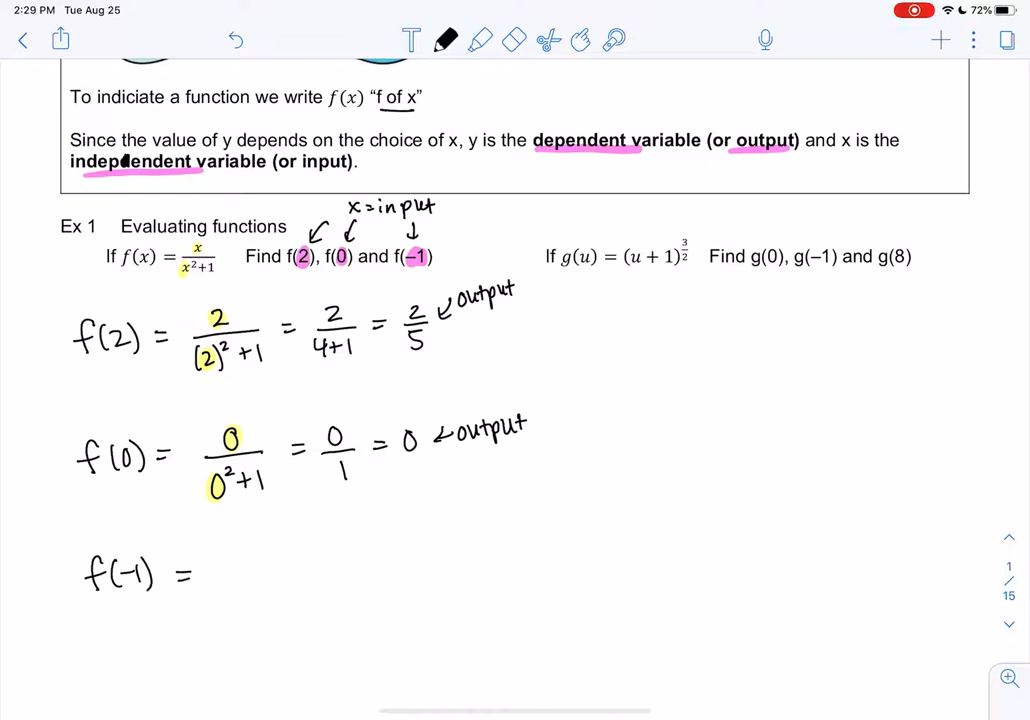 2:29 PM Tue Aug 25
72%
T
To indiciate a function we write f(x) "f of x"
Since the value of y depends on the choice of x, y is the dependent variable (or output) and x is the
independent variable (or input).
x = input
Ex 1 Evaluating functions
If f(x) = x/(x²+1) Find f(2), f(0) and f(−1)
If g(u) = (u + 1)^(3/2) Find g(0), g(−1) and g(8)
f(2) = 2/((2)²+1) = 2/(4+1) = 2/5 ↙ output
f(0) = 0/(0²+1) = 0/1 = 0 ← output
f(-1) =
1
/
15